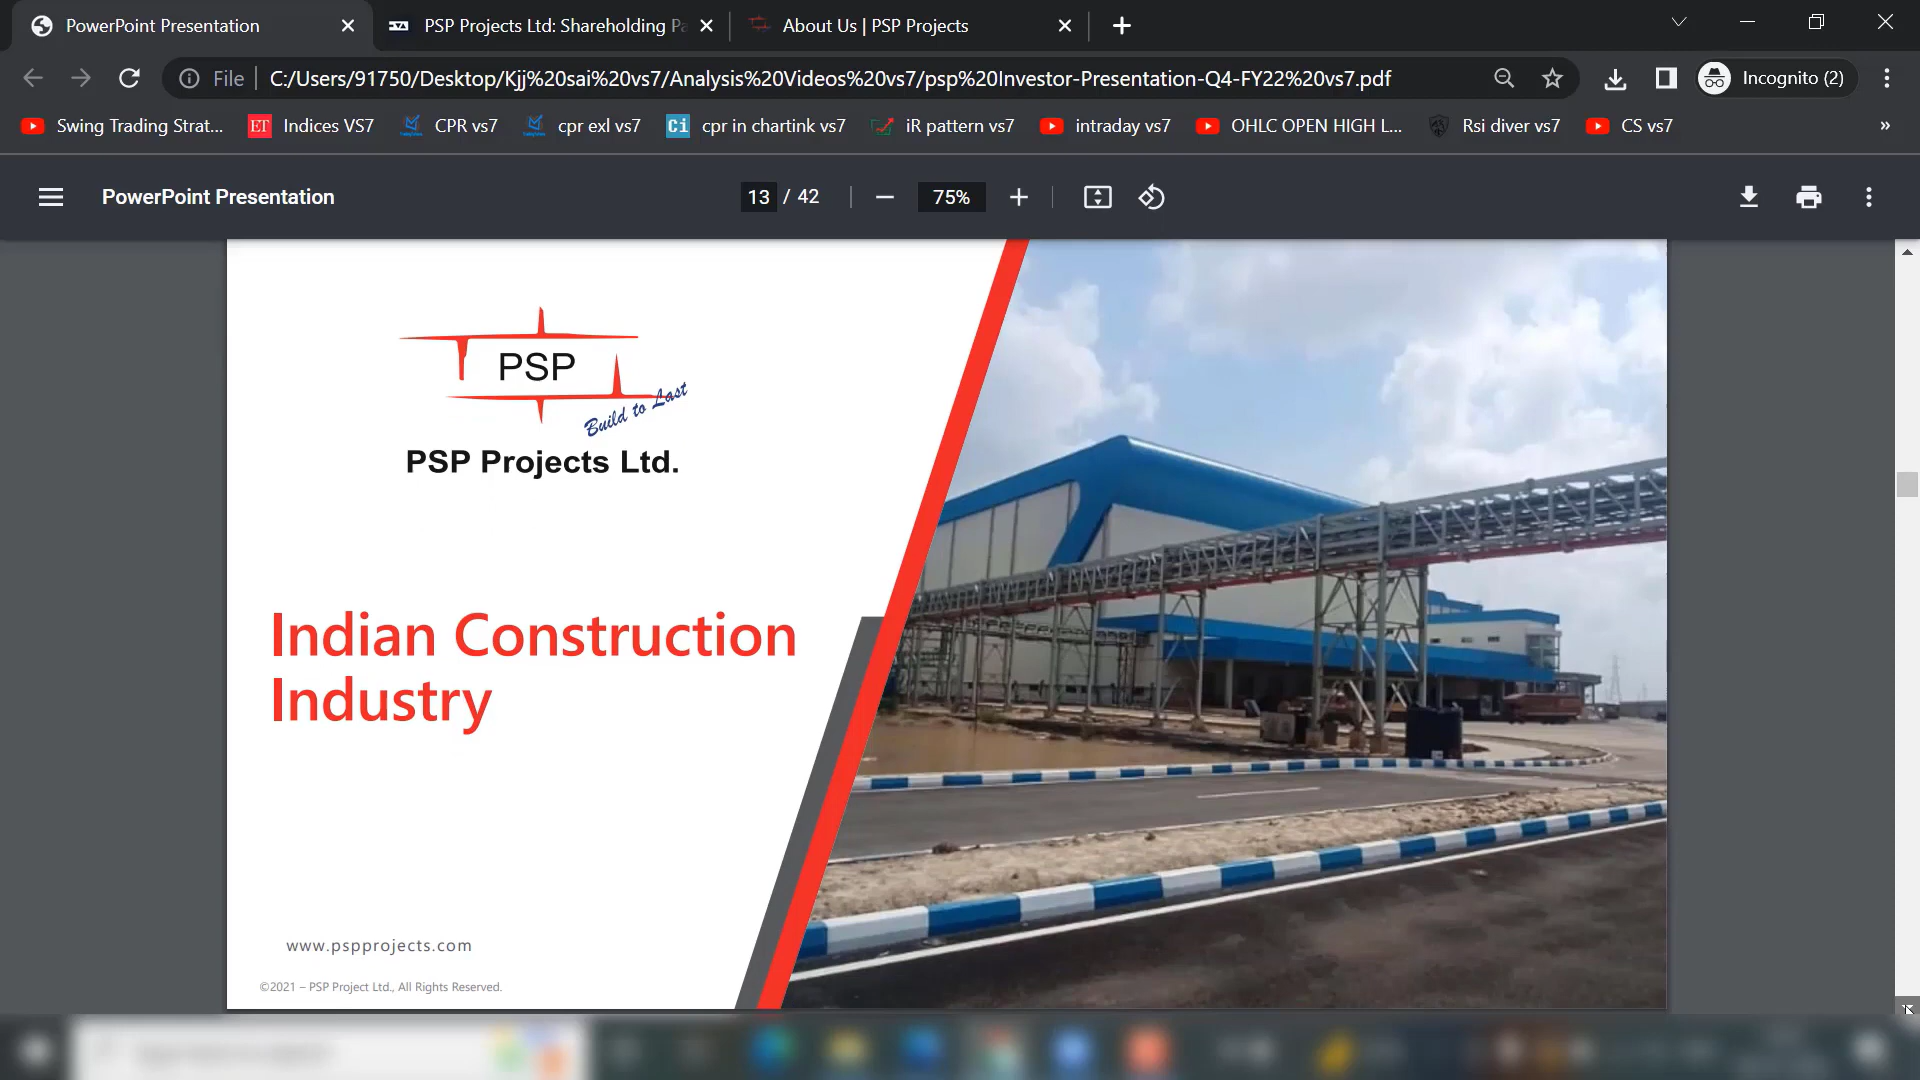 PowerPoint Presentation
PSP Projects Ltd: Shareholding Pa
About Us | PSP Projects
File
C:/Users/91750/Desktop/Kjj%20sai%20vs7/Analysis%20Videos%20vs7/psp%20Investor-Presentation-Q4-FY22%20vs7.pdf
Incognito (2)
Swing Trading Strat...
ET Indices VS7
CPR vs7
cpr exl vs7
Ci cpr in chartink vs7
iR pattern vs7
intraday vs7
OHLC OPEN HIGH L...
Rsi diver vs7
CS vs7
»
PowerPoint Presentation
13 / 42
75%
PSP
Build to Last
PSP Projects Ltd.
Indian Construction
Industry
www.pspprojects.com
©2021 – PSP Project Ltd., All Rights Reserved.